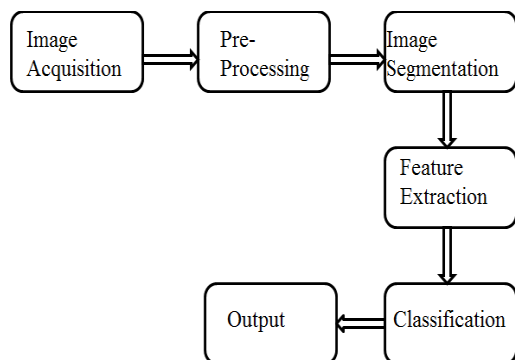 Image
Acquisition
Pre-
Processing
Image
Segmentation
Feature
Extraction
Classification
Output